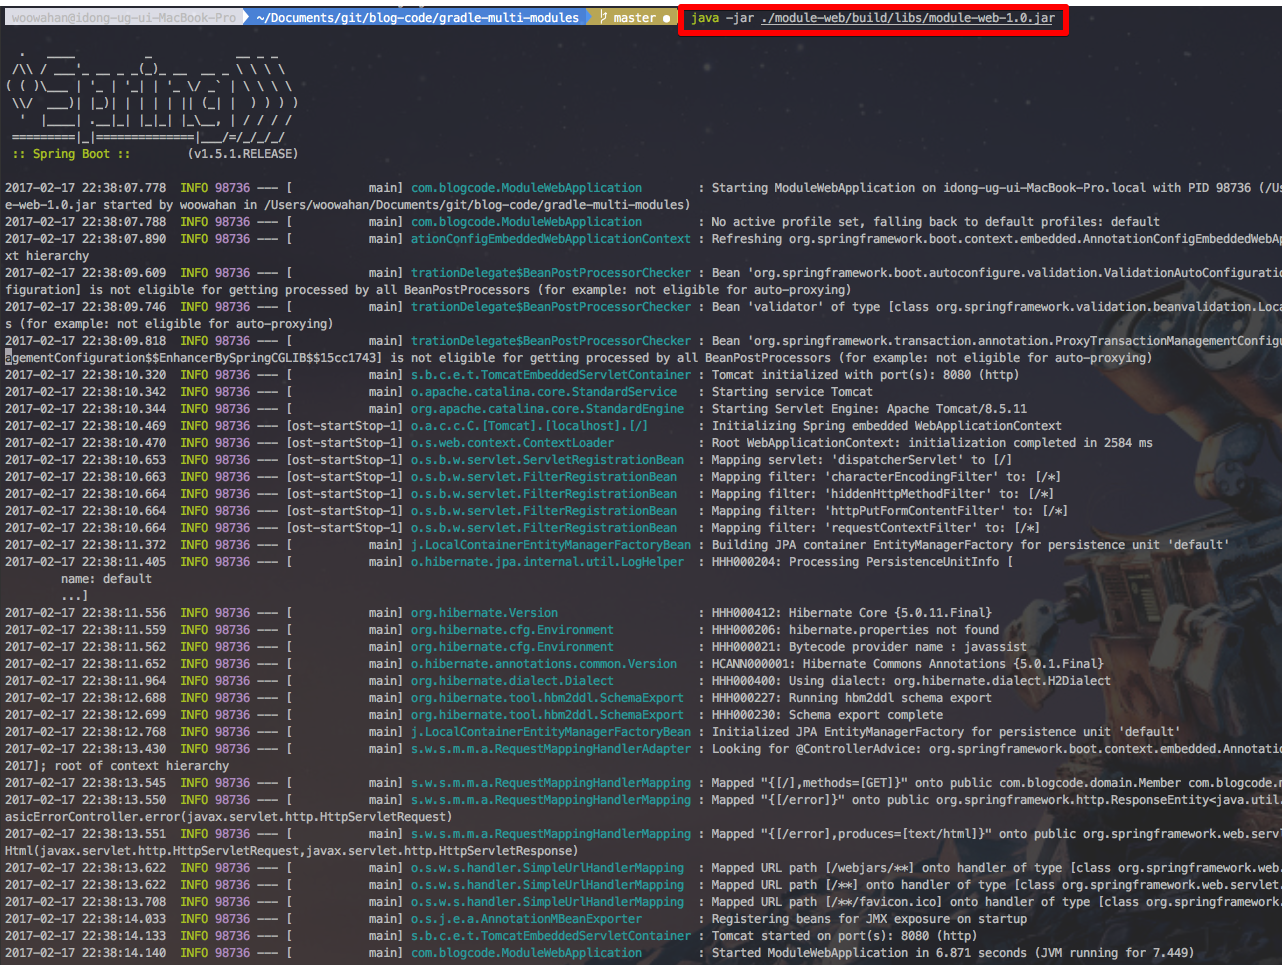 woowahan@idong-ug-ui-MacBook-Pro ~/Documents/git/blog-code/gradle-multi-modules master ● java -jar ./module-web/build/libs/module-web-1.0.jar
  .   ____          _            __ _ _
 /\\ / ___'_ __ _ _(_)_ __  __ _ \ \ \ \
( ( )\___ | '_ | '_| | '_ \/ _` | \ \ \ \
 \\/  ___)| |_)| | | | | || (_| |  ) ) ) )
  '  |____| .__|_| |_|_| |_\__, | / / / /
 =========|_|==============|___/=/_/_/_/
 :: Spring Boot ::        (v1.5.1.RELEASE)
2017-02-17 22:38:07.778  INFO 98736 --- [           main] com.blogcode.ModuleWebApplication        : Starting ModuleWebApplication on idong-ug-ui-MacBook-Pro.local with PID 98736 (/Us
e-web-1.0.jar started by woowahan in /Users/woowahan/Documents/git/blog-code/gradle-multi-modules)
2017-02-17 22:38:07.788  INFO 98736 --- [           main] com.blogcode.ModuleWebApplication        : No active profile set, falling back to default profiles: default
2017-02-17 22:38:07.890  INFO 98736 --- [           main] ationConfigEmbeddedWebApplicationContext : Refreshing org.springframework.boot.context.embedded.AnnotationConfigEmbeddedWebAp
xt hierarchy
2017-02-17 22:38:09.609  INFO 98736 --- [           main] trationDelegate$BeanPostProcessorChecker : Bean 'org.springframework.boot.autoconfigure.validation.ValidationAutoConfiguratio
figuration] is not eligible for getting processed by all BeanPostProcessors (for example: not eligible for auto-proxying)
2017-02-17 22:38:09.746  INFO 98736 --- [           main] trationDelegate$BeanPostProcessorChecker : Bean 'validator' of type [class org.springframework.validation.beanvalidation.Loca
s (for example: not eligible for auto-proxying)
2017-02-17 22:38:09.818  INFO 98736 --- [           main] trationDelegate$BeanPostProcessorChecker : Bean 'org.springframework.transaction.annotation.ProxyTransactionManagementConfigu
agementConfiguration$$EnhancerBySpringCGLIB$$15cc1743] is not eligible for getting processed by all BeanPostProcessors (for example: not eligible for auto-proxying)
2017-02-17 22:38:10.320  INFO 98736 --- [           main] s.b.c.e.t.TomcatEmbeddedServletContainer : Tomcat initialized with port(s): 8080 (http)
2017-02-17 22:38:10.342  INFO 98736 --- [           main] o.apache.catalina.core.StandardService   : Starting service Tomcat
2017-02-17 22:38:10.344  INFO 98736 --- [           main] org.apache.catalina.core.StandardEngine  : Starting Servlet Engine: Apache Tomcat/8.5.11
2017-02-17 22:38:10.469  INFO 98736 --- [ost-startStop-1] o.a.c.c.C.[Tomcat].[localhost].[/]       : Initializing Spring embedded WebApplicationContext
2017-02-17 22:38:10.470  INFO 98736 --- [ost-startStop-1] o.s.web.context.ContextLoader            : Root WebApplicationContext: initialization completed in 2584 ms
2017-02-17 22:38:10.653  INFO 98736 --- [ost-startStop-1] o.s.b.w.servlet.ServletRegistrationBean  : Mapping servlet: 'dispatcherServlet' to [/]
2017-02-17 22:38:10.663  INFO 98736 --- [ost-startStop-1] o.s.b.w.servlet.FilterRegistrationBean   : Mapping filter: 'characterEncodingFilter' to: [/*]
2017-02-17 22:38:10.664  INFO 98736 --- [ost-startStop-1] o.s.b.w.servlet.FilterRegistrationBean   : Mapping filter: 'hiddenHttpMethodFilter' to: [/*]
2017-02-17 22:38:10.664  INFO 98736 --- [ost-startStop-1] o.s.b.w.servlet.FilterRegistrationBean   : Mapping filter: 'httpPutFormContentFilter' to: [/*]
2017-02-17 22:38:10.664  INFO 98736 --- [ost-startStop-1] o.s.b.w.servlet.FilterRegistrationBean   : Mapping filter: 'requestContextFilter' to: [/*]
2017-02-17 22:38:11.372  INFO 98736 --- [           main] j.LocalContainerEntityManagerFactoryBean : Building JPA container EntityManagerFactory for persistence unit 'default'
2017-02-17 22:38:11.405  INFO 98736 --- [           main] o.hibernate.jpa.internal.util.LogHelper  : HHH000204: Processing PersistenceUnitInfo [
        name: default
        ...]
2017-02-17 22:38:11.556  INFO 98736 --- [           main] org.hibernate.Version                    : HHH000412: Hibernate Core {5.0.11.Final}
2017-02-17 22:38:11.559  INFO 98736 --- [           main] org.hibernate.cfg.Environment            : HHH000206: hibernate.properties not found
2017-02-17 22:38:11.562  INFO 98736 --- [           main] org.hibernate.cfg.Environment            : HHH000021: Bytecode provider name : javassist
2017-02-17 22:38:11.652  INFO 98736 --- [           main] o.hibernate.annotations.common.Version   : HCANN000001: Hibernate Commons Annotations {5.0.1.Final}
2017-02-17 22:38:11.964  INFO 98736 --- [           main] org.hibernate.dialect.Dialect            : HHH000400: Using dialect: org.hibernate.dialect.H2Dialect
2017-02-17 22:38:12.688  INFO 98736 --- [           main] org.hibernate.tool.hbm2ddl.SchemaExport  : HHH000227: Running hbm2ddl schema export
2017-02-17 22:38:12.699  INFO 98736 --- [           main] org.hibernate.tool.hbm2ddl.SchemaExport  : HHH000230: Schema export complete
2017-02-17 22:38:12.768  INFO 98736 --- [           main] j.LocalContainerEntityManagerFactoryBean : Initialized JPA EntityManagerFactory for persistence unit 'default'
2017-02-17 22:38:13.430  INFO 98736 --- [           main] s.w.s.m.m.a.RequestMappingHandlerAdapter : Looking for @ControllerAdvice: org.springframework.boot.context.embedded.Annotatio
2017]; root of context hierarchy
2017-02-17 22:38:13.545  INFO 98736 --- [           main] s.w.s.m.m.a.RequestMappingHandlerMapping : Mapped "{[/],methods=[GET]}" onto public com.blogcode.domain.Member com.blogcode.m
2017-02-17 22:38:13.550  INFO 98736 --- [           main] s.w.s.m.m.a.RequestMappingHandlerMapping : Mapped "{[/error]}" onto public org.springframework.http.ResponseEntity<java.util.
asicErrorController.error(javax.servlet.http.HttpServletRequest)
2017-02-17 22:38:13.551  INFO 98736 --- [           main] s.w.s.m.m.a.RequestMappingHandlerMapping : Mapped "{[/error],produces=[text/html]}" onto public org.springframework.web.servl
Html(javax.servlet.http.HttpServletRequest,javax.servlet.http.HttpServletResponse)
2017-02-17 22:38:13.622  INFO 98736 --- [           main] o.s.w.s.handler.SimpleUrlHandlerMapping  : Mapped URL path [/webjars/**] onto handler of type [class org.springframework.web.
2017-02-17 22:38:13.622  INFO 98736 --- [           main] o.s.w.s.handler.SimpleUrlHandlerMapping  : Mapped URL path [/**] onto handler of type [class org.springframework.web.servlet.
2017-02-17 22:38:13.708  INFO 98736 --- [           main] o.s.w.s.handler.SimpleUrlHandlerMapping  : Mapped URL path [/**/favicon.ico] onto handler of type [class org.springframework.
2017-02-17 22:38:14.033  INFO 98736 --- [           main] o.s.j.e.a.AnnotationMBeanExporter        : Registering beans for JMX exposure on startup
2017-02-17 22:38:14.133  INFO 98736 --- [           main] s.b.c.e.t.TomcatEmbeddedServletContainer : Tomcat started on port(s): 8080 (http)
2017-02-17 22:38:14.140  INFO 98736 --- [           main] com.blogcode.ModuleWebApplication        : Started ModuleWebApplication in 6.871 seconds (JVM running for 7.449)